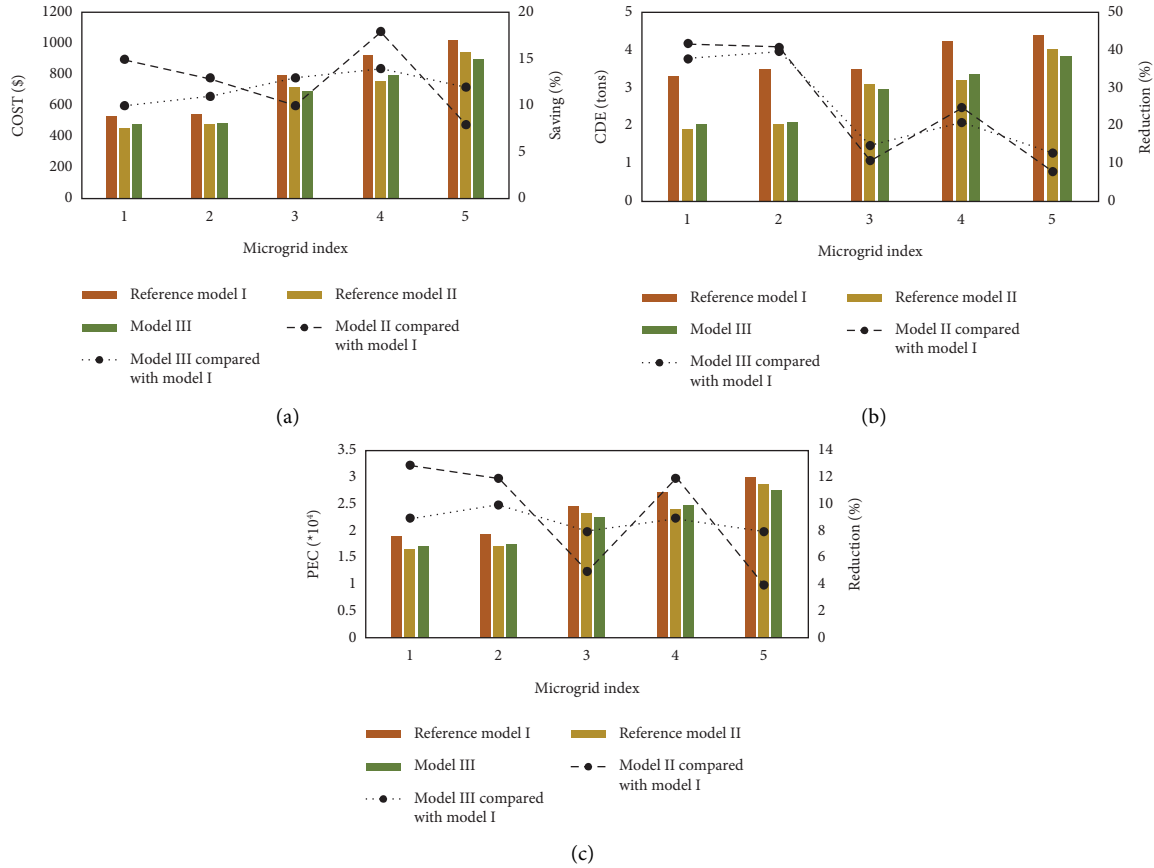 1200
1000
800
600
400
200
0
COST ($)
20
15
10
5
0
Saving (%)
1 2 3 4 5
Microgrid index
Reference model I
Reference model II
Model III
Model II compared
with model I
Model III compared
with model I
(a)
5
4
3
2
1
0
CDE (tons)
50
40
30
20
10
0
Reduction (%)
1 2 3 4 5
Microgrid index
Reference model I
Reference model II
Model III
Model II compared
with model I
Model III compared
with model I
(b)
3.5
3
2.5
2
1.5
1
0.5
0
PEC (*10⁴)
14
12
10
8
6
4
2
0
Reduction (%)
1 2 3 4 5
Microgrid index
Reference model I
Reference model II
Model III
Model II compared
with model I
Model III compared
with model I
(c)